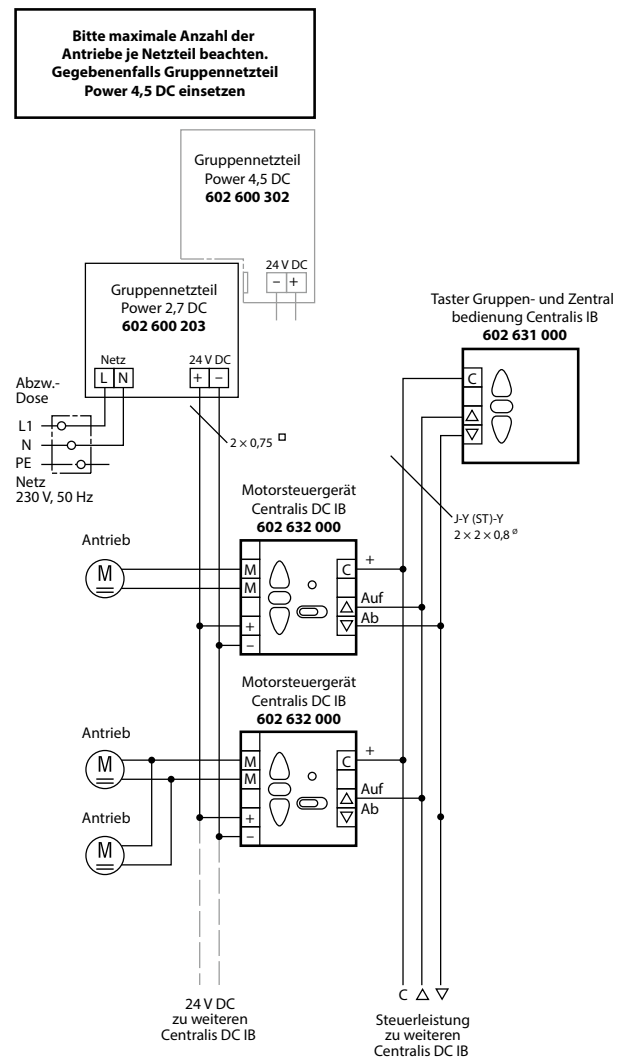 Bitte maximale Anzahl der
Antriebe je Netzteil beachten.
Gegebenenfalls Gruppennetzteil
Power 4,5 DC einsetzen
Gruppennetzteil
Power 4,5 DC
602 600 302
24 V DC
− +
Gruppennetzteil
Power 2,7 DC
602 600 203
Netz
L N
24 V DC
+ −
Taster Gruppen- und Zentral
bedienung Centralis IB
602 631 000
C
△
▽
Abzw.-
Dose
L1
N
PE
Netz
230 V, 50 Hz
2 × 0,75 □
J-Y (ST)-Y
2 × 2 × 0,8 ø
Motorsteuergerät
Centralis DC IB
602 632 000
Antrieb
M
M
M
+
−
C
△
▽
+
Auf
Ab
Motorsteuergerät
Centralis DC IB
602 632 000
Antrieb
M
Antrieb
M
M
M
+
−
C
△
▽
+
Auf
Ab
24 V DC
zu weiteren
Centralis DC IB
C △ ▽
Steuerleistung
zu weiteren
Centralis DC IB